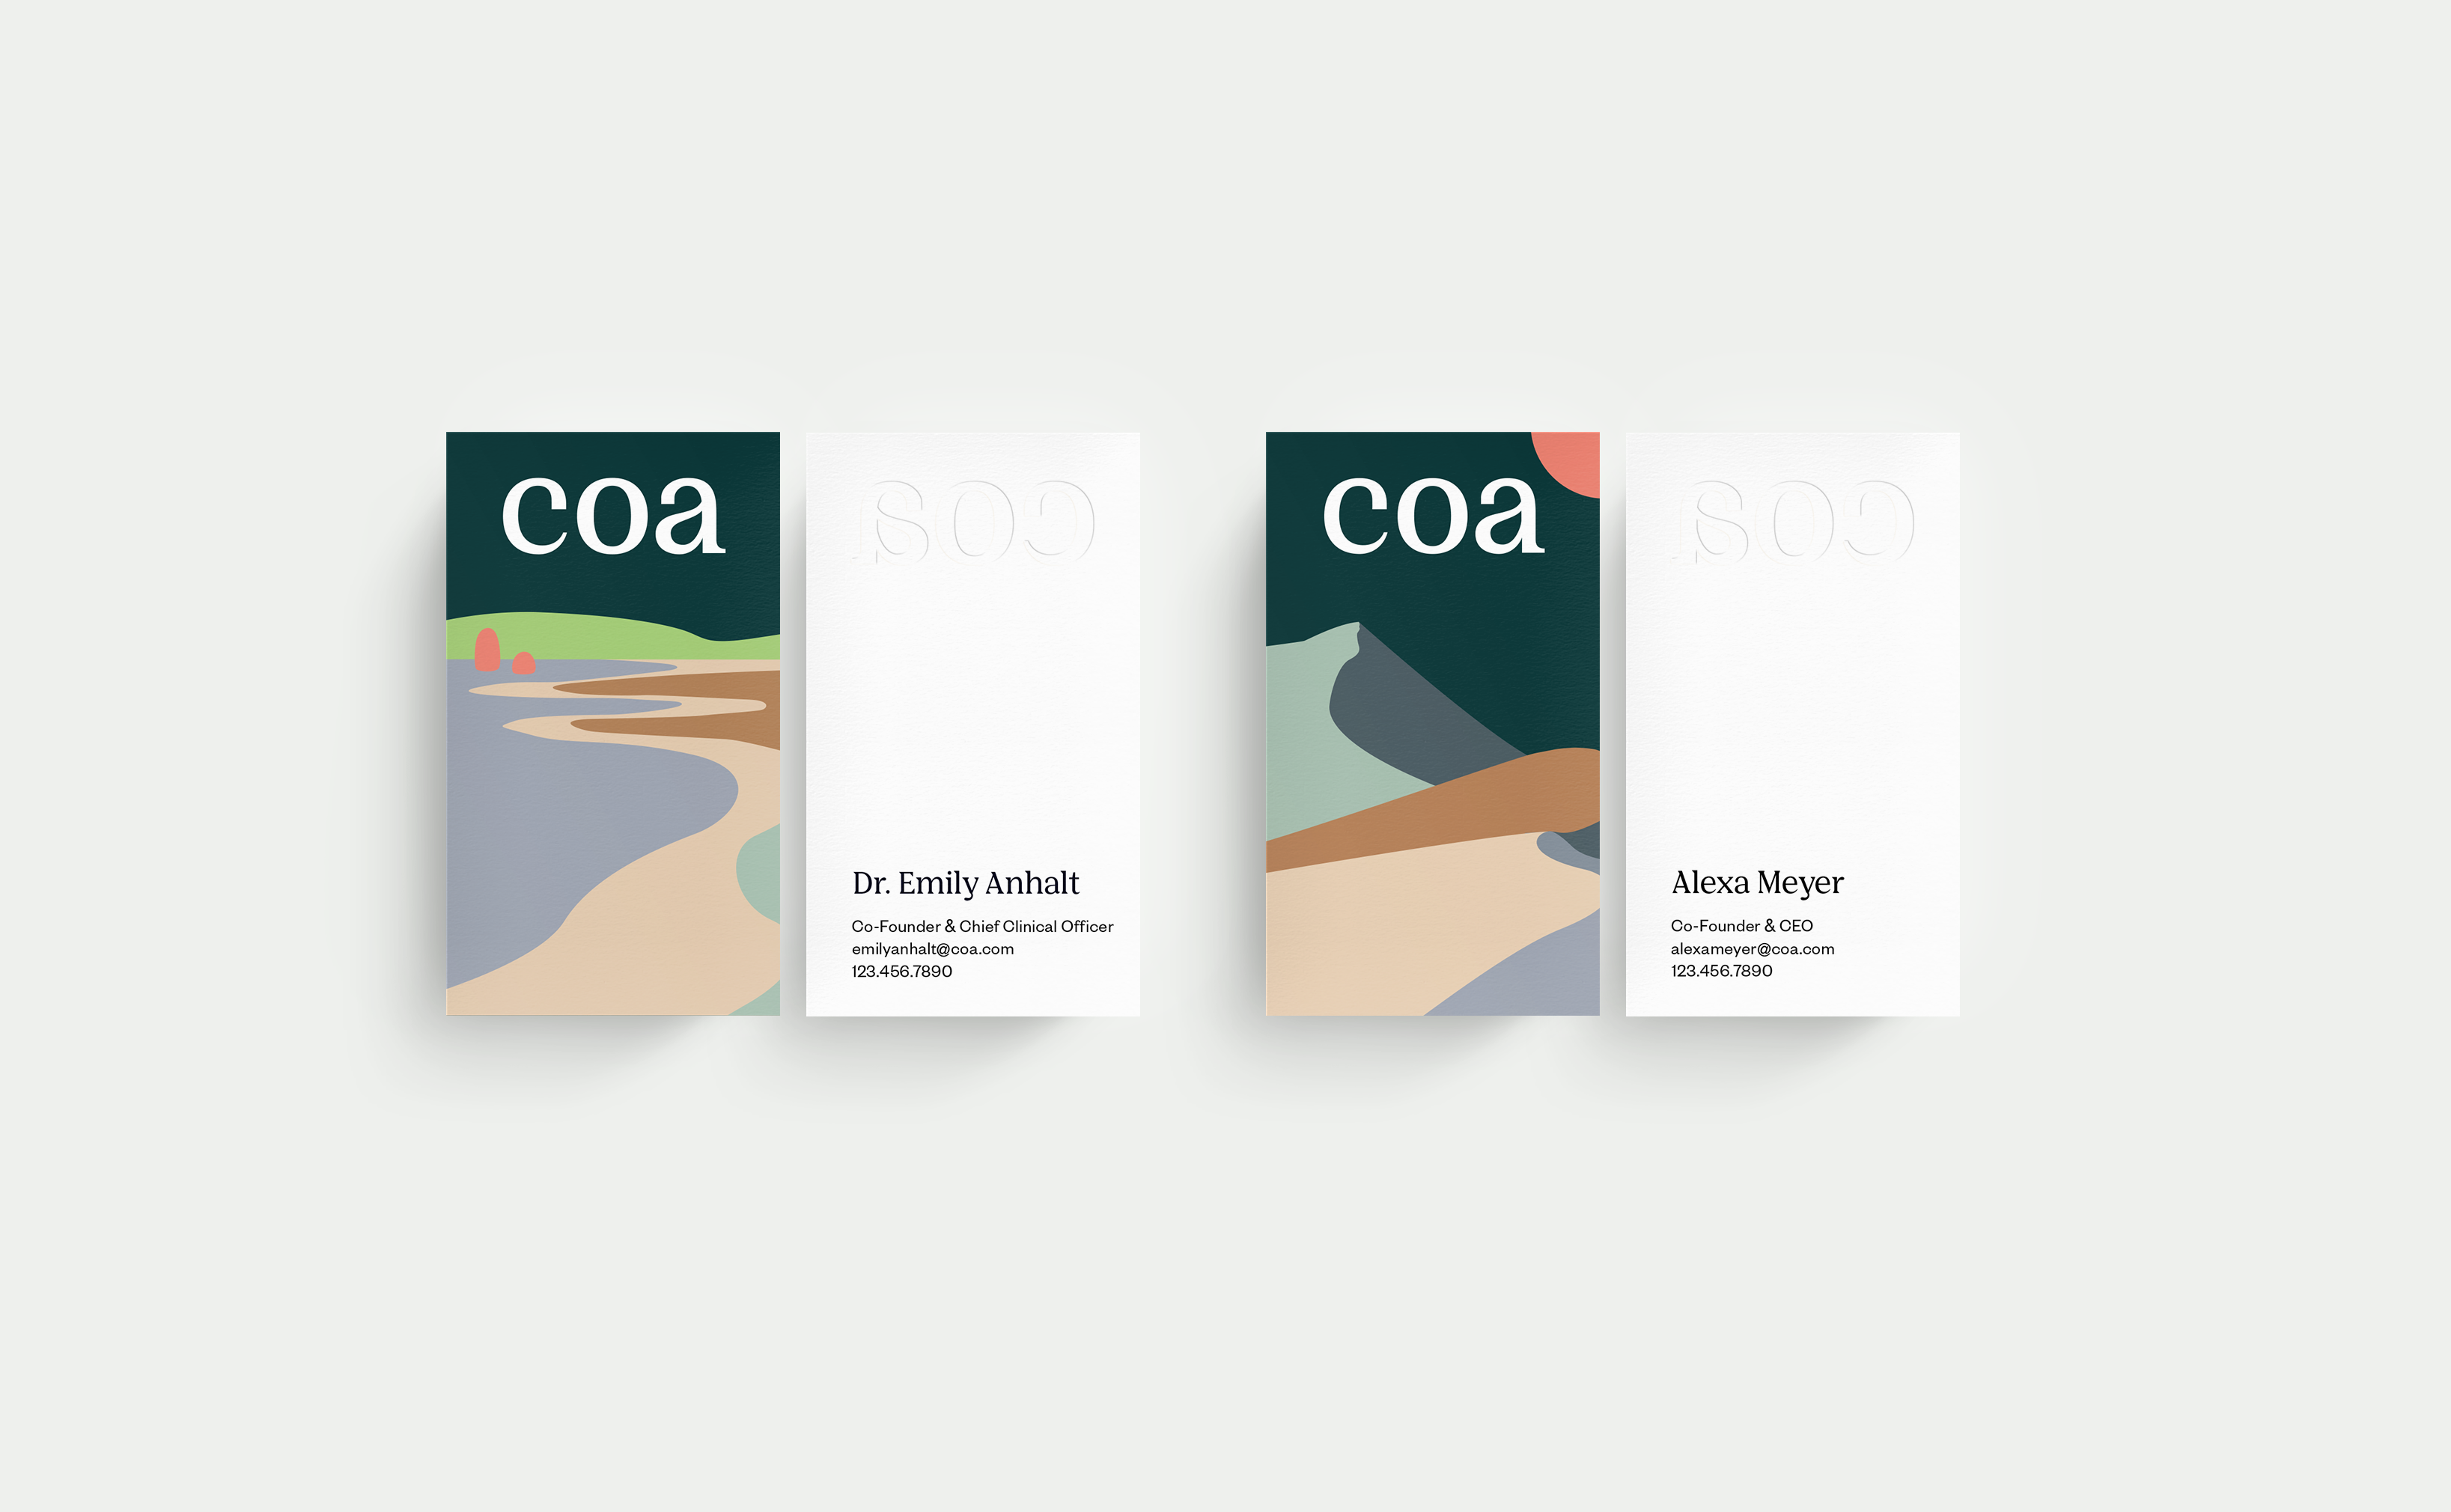 coa
coa
Dr. Emily Anhalt
Co-Founder & Chief Clinical Officer
emilyanhalt@coa.com
123.456.7890
coa
coa
Alexa Meyer
Co-Founder & CEO
alexameyer@coa.com
123.456.7890